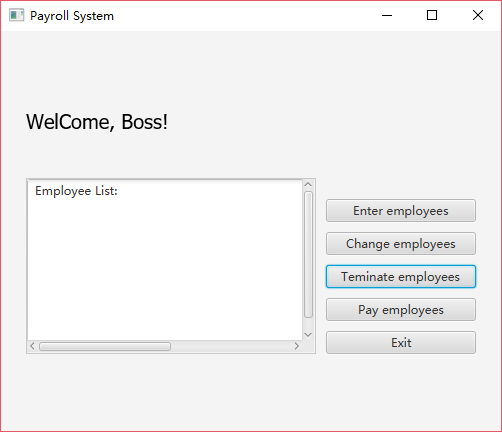 Payroll System
WelCome, Boss!
Employee List:
Enter employees
Change employees
Teminate employees
Pay employees
Exit